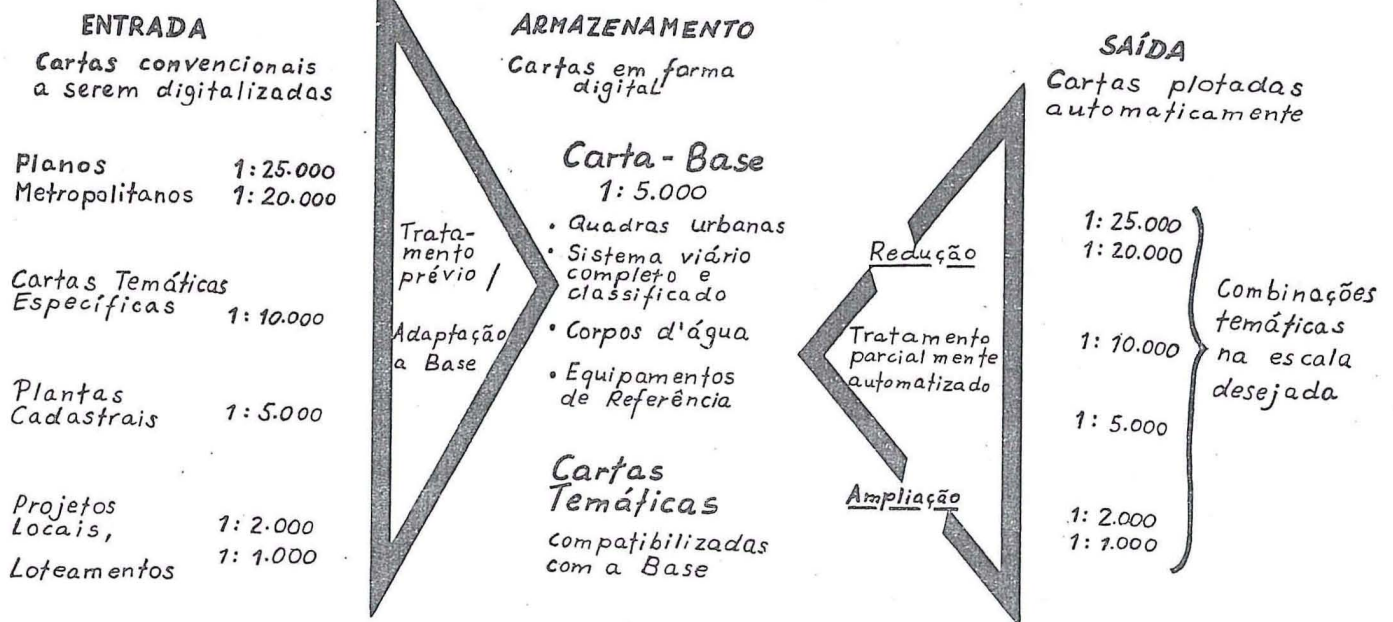 ENTRADA
Cartas convencionais
a serem digitalizadas
Planos 1:25.000
Metropolitanos 1:20.000
Cartas Temáticas
Específicas 1:10.000
Plantas
Cadastrais 1:5.000
Projetos
Locais, 1:2.000
1:1.000
Loteamentos
Trata-
mento
prévio /
Adaptação
a Base
ARMAZENAMENTO
Cartas em forma
digital
Carta-Base
1:5.000
• Quadras urbanas
• Sistema viário
completo e
classificado
• Corpos d'água
• Equipamentos
de Referência
Cartas
Temáticas
compatibilizadas
com a Base
Redução
Tratamento
parcialmente
automatizado
Ampliação
SAÍDA
Cartas plotadas
automaticamente
1:25.000
1:20.000
1:10.000
1:5.000
1:2.000
1:1.000
Combinações
temáticas
na escala
desejada